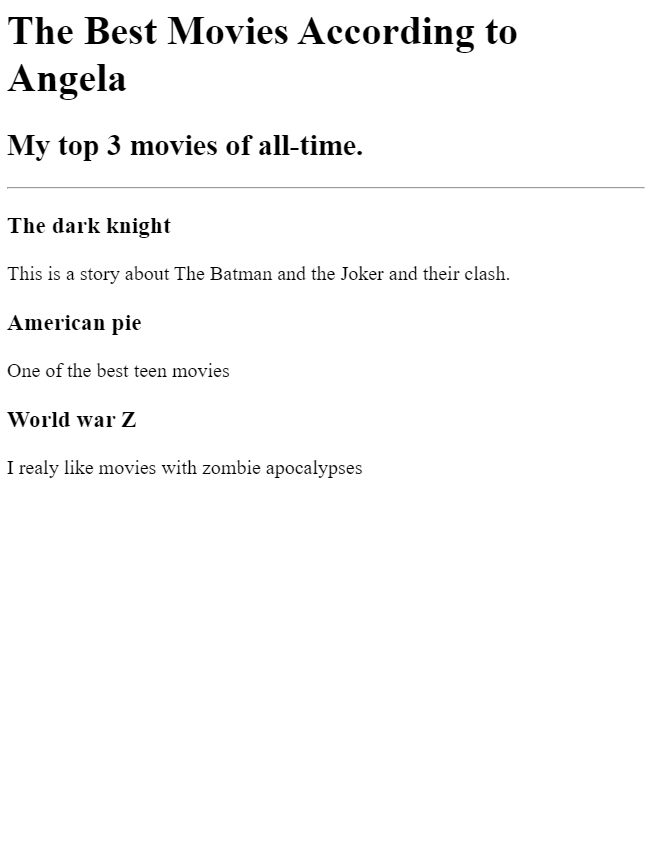 The Best Movies According to
Angela
My top 3 movies of all-time.
The dark knight
This is a story about The Batman and the Joker and their clash.
American pie
One of the best teen movies
World war Z
I realy like movies with zombie apocalypses